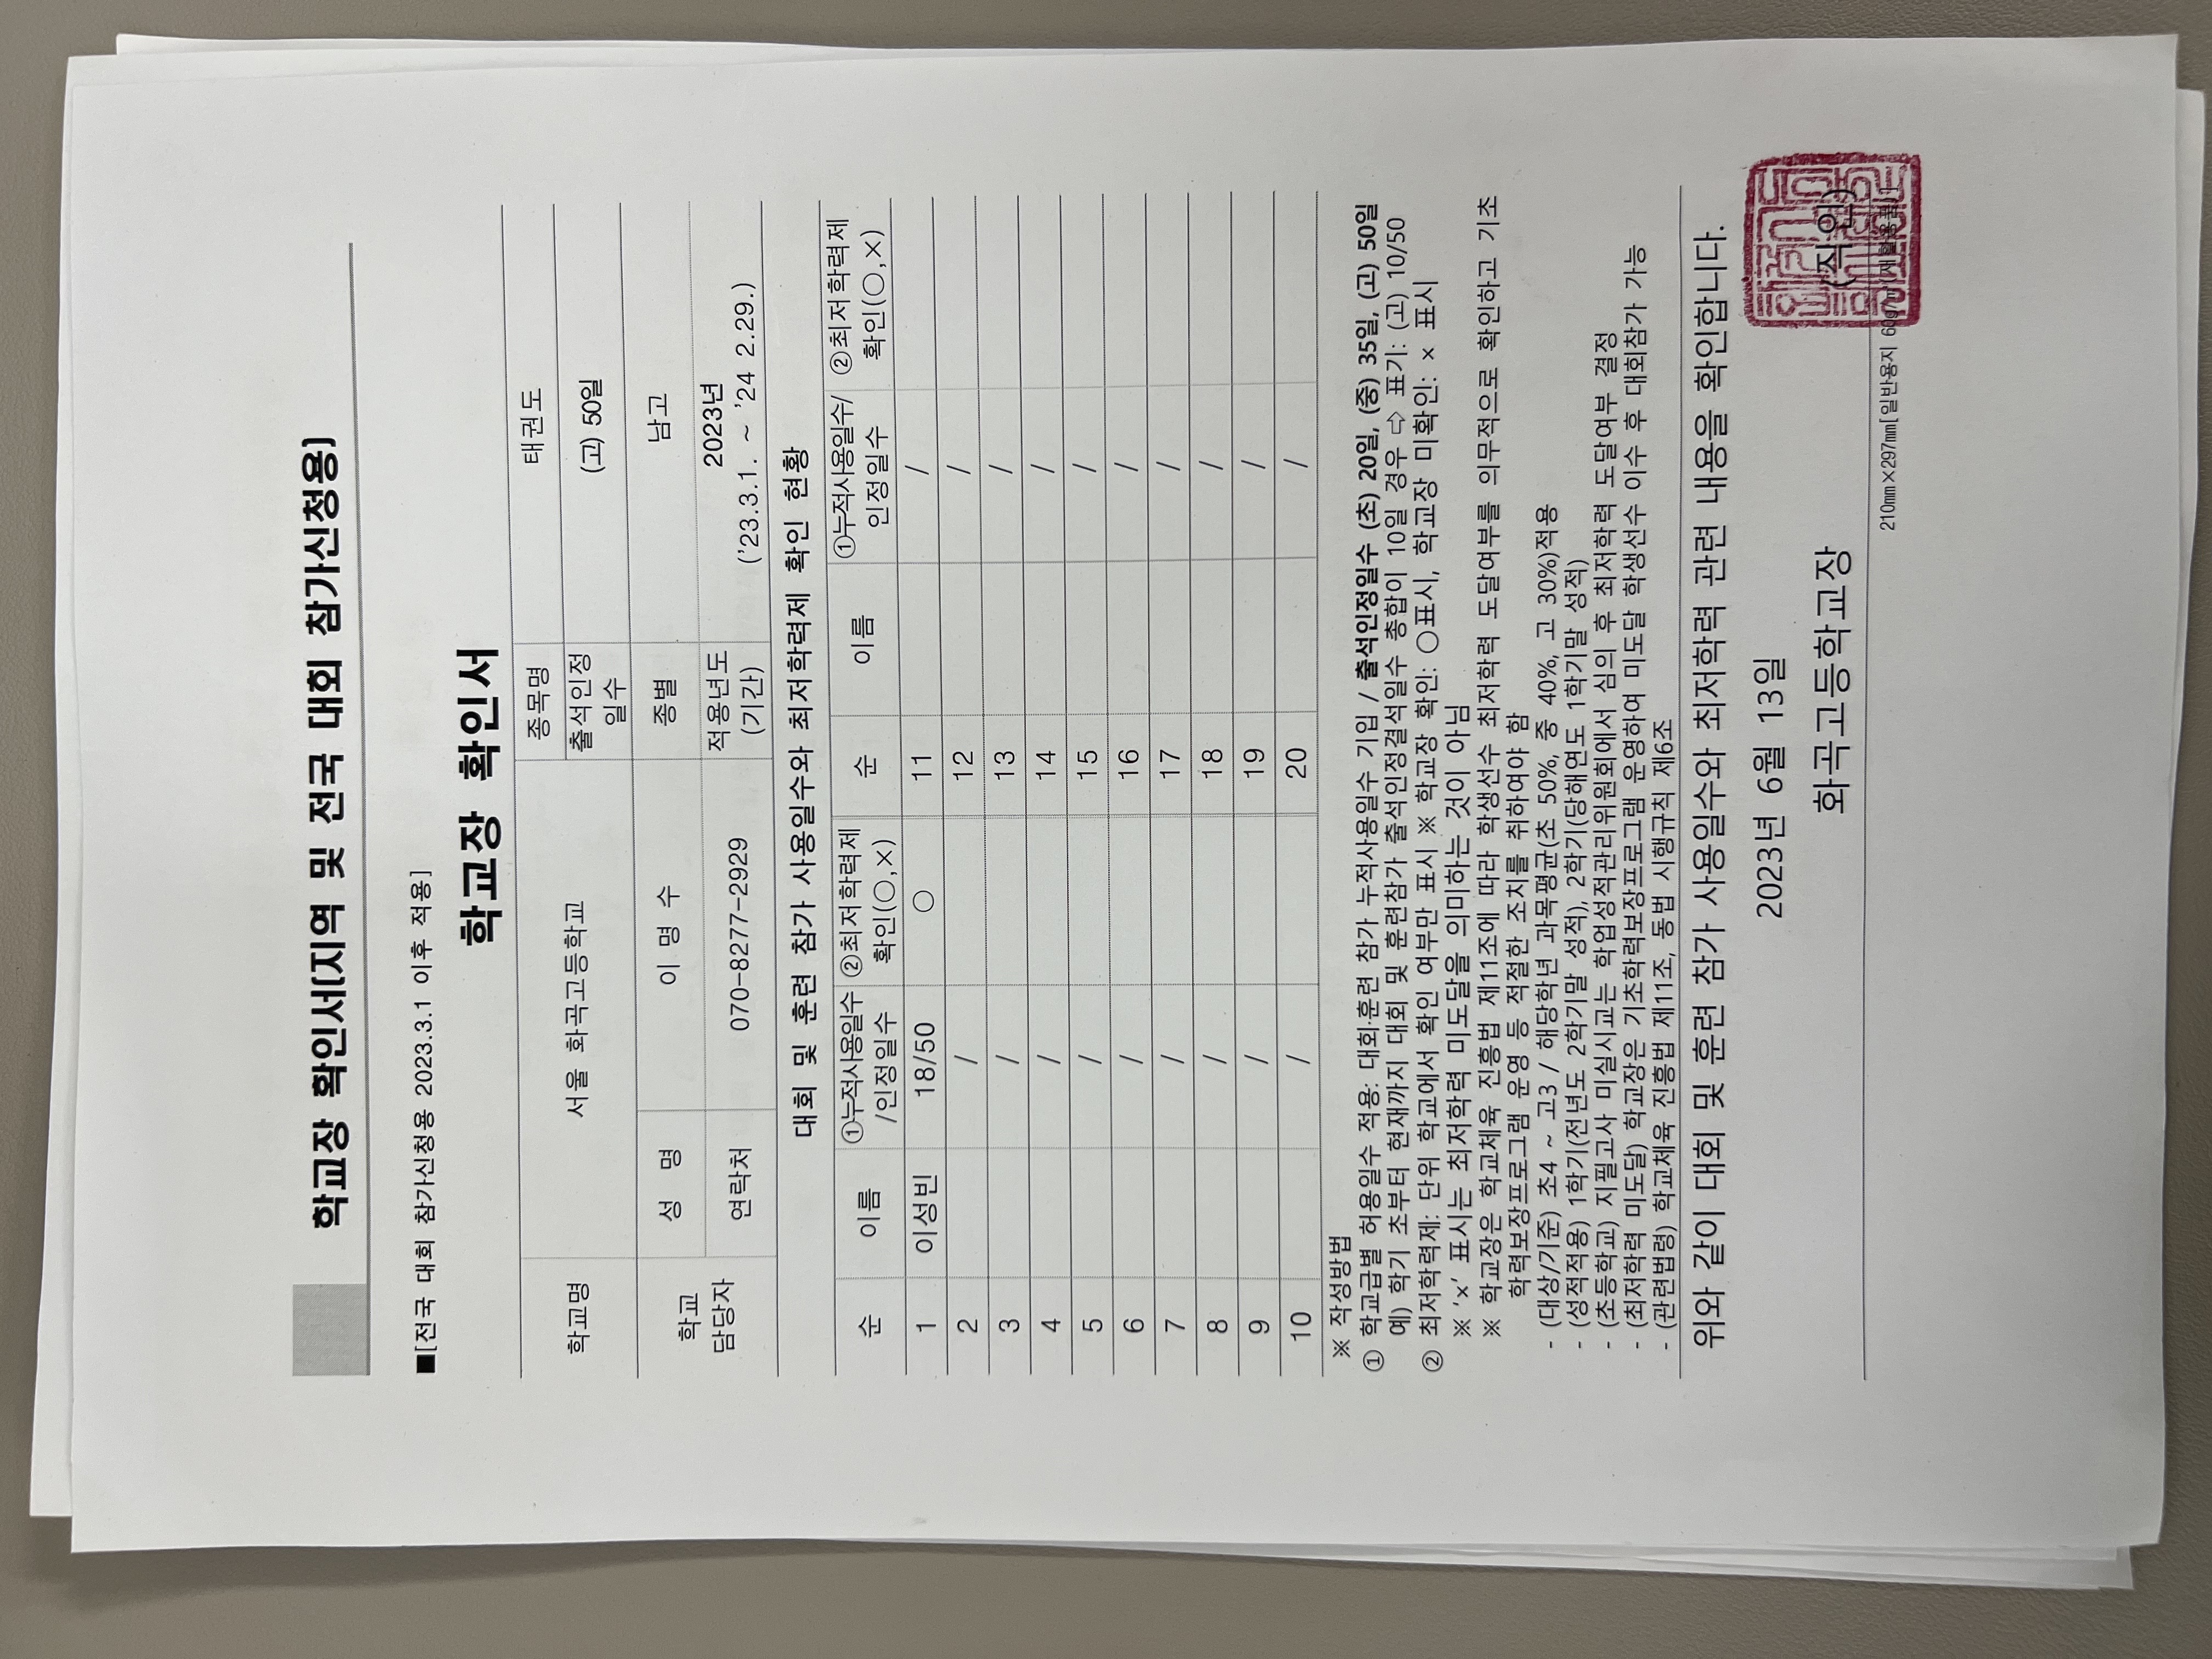 학교장 확인서(지역 및 전국 대회 참가신청용)
■[전국 대회 참가신청용 2023.3.1 이후 적용]
학교장 확인서
학교명 서울 화곡고등학교 종목명 태권도
출석인정 일수 (고) 50일
학교 담당자 성 명 이 명 수 종별 남고
연락처 070-8277-2929 적용년도 (기간) 2023년 ('23.3.1. ~ '24 2.29.)
대회 및 훈련 참가 사용일수와 최저학력제 확인 현황
순 이름 ①누적사용일수 /인정일수 ②최저학력제 확인(○,×) 순 이름 ①누적사용일수/ 인정일수 ②최저학력제 확인(○,×)
1 이성빈 18/50 ○ 11 /
2 / 12 /
3 / 13 /
4 / 14 /
5 / 15 /
6 / 16 /
7 / 17 /
8 / 18 /
9 / 19 /
10 / 20 /
※ 작성방법
① 학교급별 허용일수 적용: 대회·훈련 참가 누적사용일수 기입 / 출석인정일수 (초) 20일, (중) 35일, (고) 50일
예) 학기 초부터 현재까지 대회 및 훈련참가 출석인정결석일수 총합이 10일 경우 ⇨ 표기: (고) 10/50
② 최저학력제: 단위 학교에서 확인 여부만 표시 ※ 학교장 확인: ○표시, 학교장 미확인: × 표시
※ '×' 표시는 최저학력 미도달을 의미하는 것이 아님
※ 학교장은 학교체육 진흥법 제11조에 따라 학생선수 최저학력 도달여부를 의무적으로 확인하고 기초
학력보장프로그램 운영 등 적절한 조치를 취하여야 함
- (대상/기준) 초4 ~ 고3 / 해당학년 과목평균(초 50%, 중 40%, 고 30%)적용
- (성적적용) 1학기(전년도 2학기말 성적), 2학기(당해연도 1학기말 성적)
- (초등학교) 지필고사 미실시교는 학업성적관리위원회에서 심의 후 최저학력 도달여부 결정
- (최저학력 미도달) 학교장은 기초학력보장프로그램 운영하여 미도달 학생선수 이수 후 대회참가 가능
- (관련법령) 학교체육 진흥법 제11조, 동법 시행규칙 제6조
위와 같이 대회 및 훈련 참가 사용일수와 최저학력 관련 내용을 확인합니다.
2023년 6월 13일
화곡고등학교장 (직인)
210mm×297mm[일반용지 60g/㎡(재활용품)]